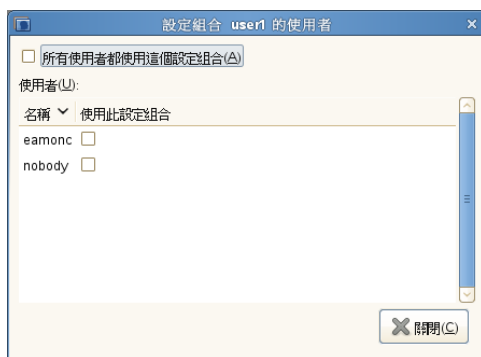 設定組合 user1 的使用者
所有使用者都使用這個設定組合(A)
使用者(U):
名稱 使用此設定組合
eamonc
nobody
關閉(C)